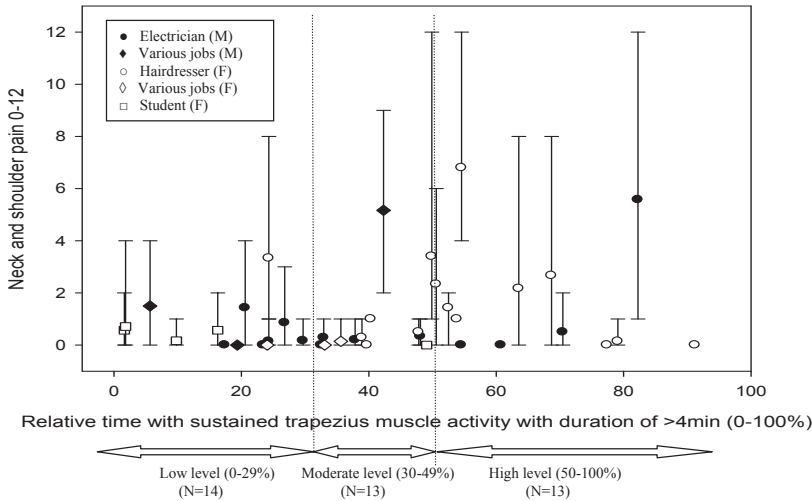 Electrician (M)
Various jobs (M)
Hairdresser (F)
Various jobs (F)
Student (F)
Neck and shoulder pain 0-12
12
10
8
6
4
2
0
0 20 40 60 80 100
Relative time with sustained trapezius muscle activity with duration of >4min (0-100%)
Low level (0-29%) Moderate level (30-49%) High level (50-100%)
(N=14) (N=13) (N=13)